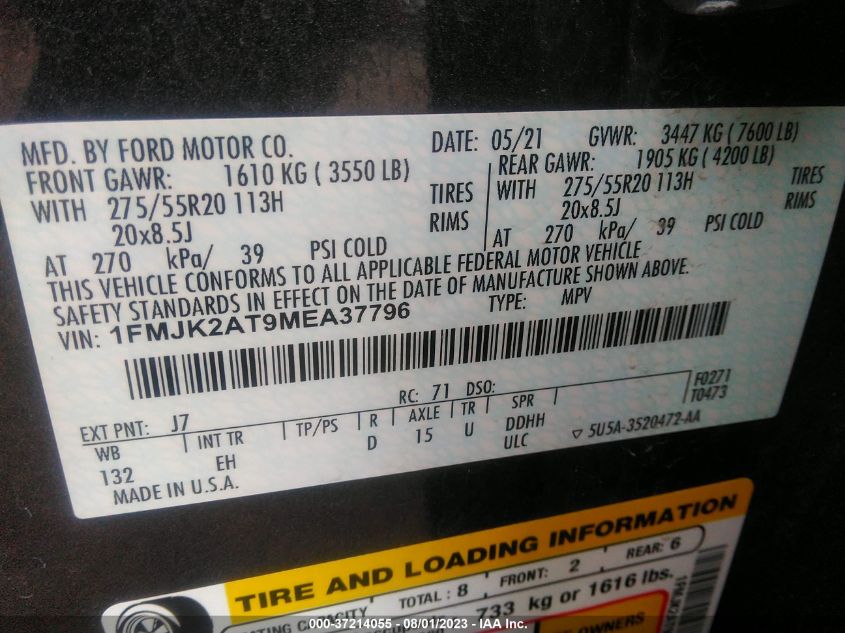 MFD. BY FORD MOTOR CO.
DATE: 05/21 GVWR: 3447 KG ( 7600 LB)
FRONT GAWR: 1610 KG ( 3550 LB)
REAR GAWR: 1905 KG ( 4200 LB)
WITH 275/55R20 113H TIRES
WITH 275/55R20 113H TIRES
20x8.5J RIMS
20x8.5J RIMS
AT 270 kPa/ 39 PSI COLD
AT 270 kPa/ 39 PSI COLD
THIS VEHICLE CONFORMS TO ALL APPLICABLE FEDERAL MOTOR VEHICLE
SAFETY STANDARDS IN EFFECT ON THE DATE OF MANUFACTURE SHOWN ABOVE.
VIN: 1FMJK2AT9MEA37796 TYPE: MPV
F0271
RC: 71 DSO: T0473
EXT PNT: J7
WB INT TR TP/PS R AXLE TR SPR
132 EH D 15 U DDHH
ULC ▽ 5U5A-3520472-AA
MADE IN U.S.A.
TIRE AND LOADING INFORMATION
CAPACITY TOTAL : 8 FRONT: 2 REAR: 6
733 kg or 1616 lbs.
OWNERS
000-37214055 - 08/01/2023 - IAA Inc.